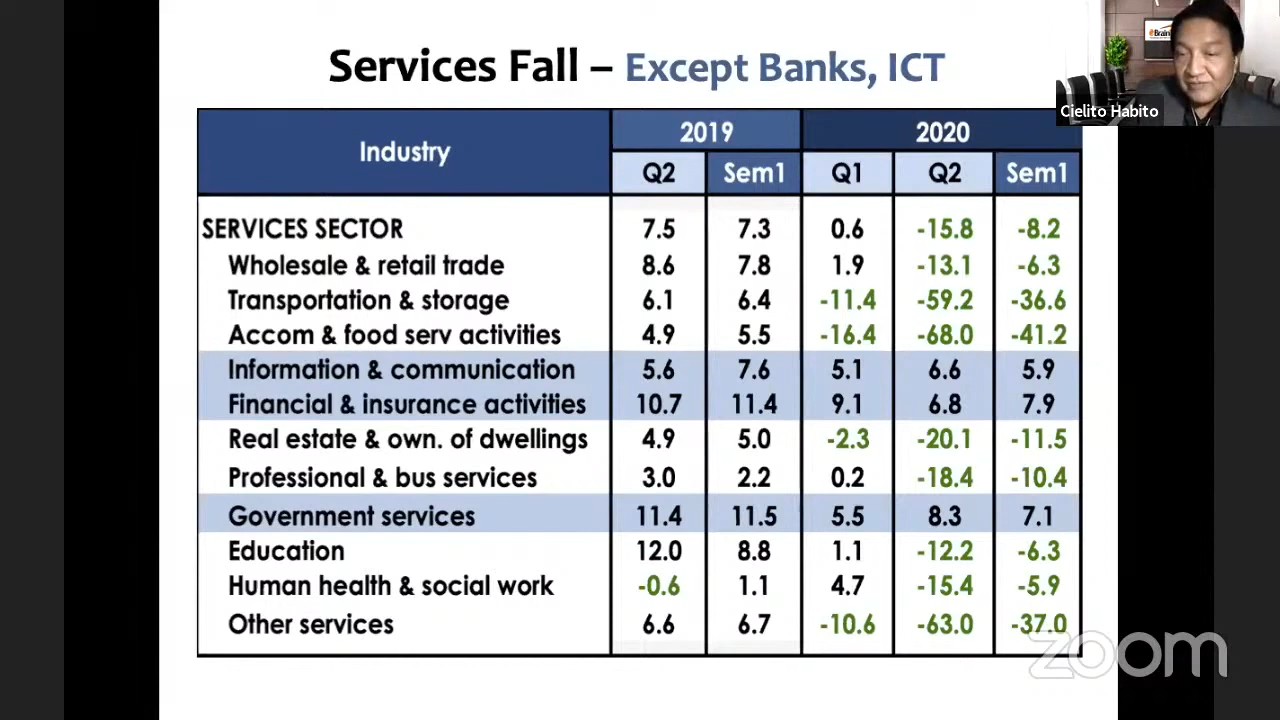 Services Fall – Except Banks, ICT
Cielito Habito
Industry 2019 2020
Q2 Sem1 Q1 Q2 Sem1
SERVICES SECTOR 7.5 7.3 0.6 -15.8 -8.2
Wholesale & retail trade 8.6 7.8 1.9 -13.1 -6.3
Transportation & storage 6.1 6.4 -11.4 -59.2 -36.6
Accom & food serv activities 4.9 5.5 -16.4 -68.0 -41.2
Information & communication 5.6 7.6 5.1 6.6 5.9
Financial & insurance activities 10.7 11.4 9.1 6.8 7.9
Real estate & own. of dwellings 4.9 5.0 -2.3 -20.1 -11.5
Professional & bus services 3.0 2.2 0.2 -18.4 -10.4
Government services 11.4 11.5 5.5 8.3 7.1
Education 12.0 8.8 1.1 -12.2 -6.3
Human health & social work -0.6 1.1 4.7 -15.4 -5.9
Other services 6.6 6.7 -10.6 -63.0 -37.0
zoom